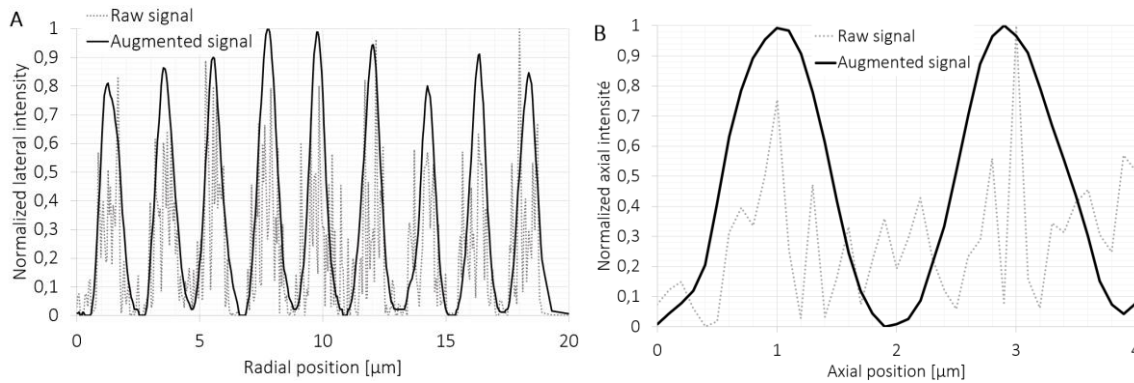 A
Raw signal
Augmented signal
Normalized lateral intensity
1
0,9
0,8
0,7
0,6
0,5
0,4
0,3
0,2
0,1
0
0 5 10 15 20
Radial position [µm]
B
Raw signal
Augmented signal
Normalized axial intensité
1
0,9
0,8
0,7
0,6
0,5
0,4
0,3
0,2
0,1
0
0 1 2 3 4
Axial position [µm]